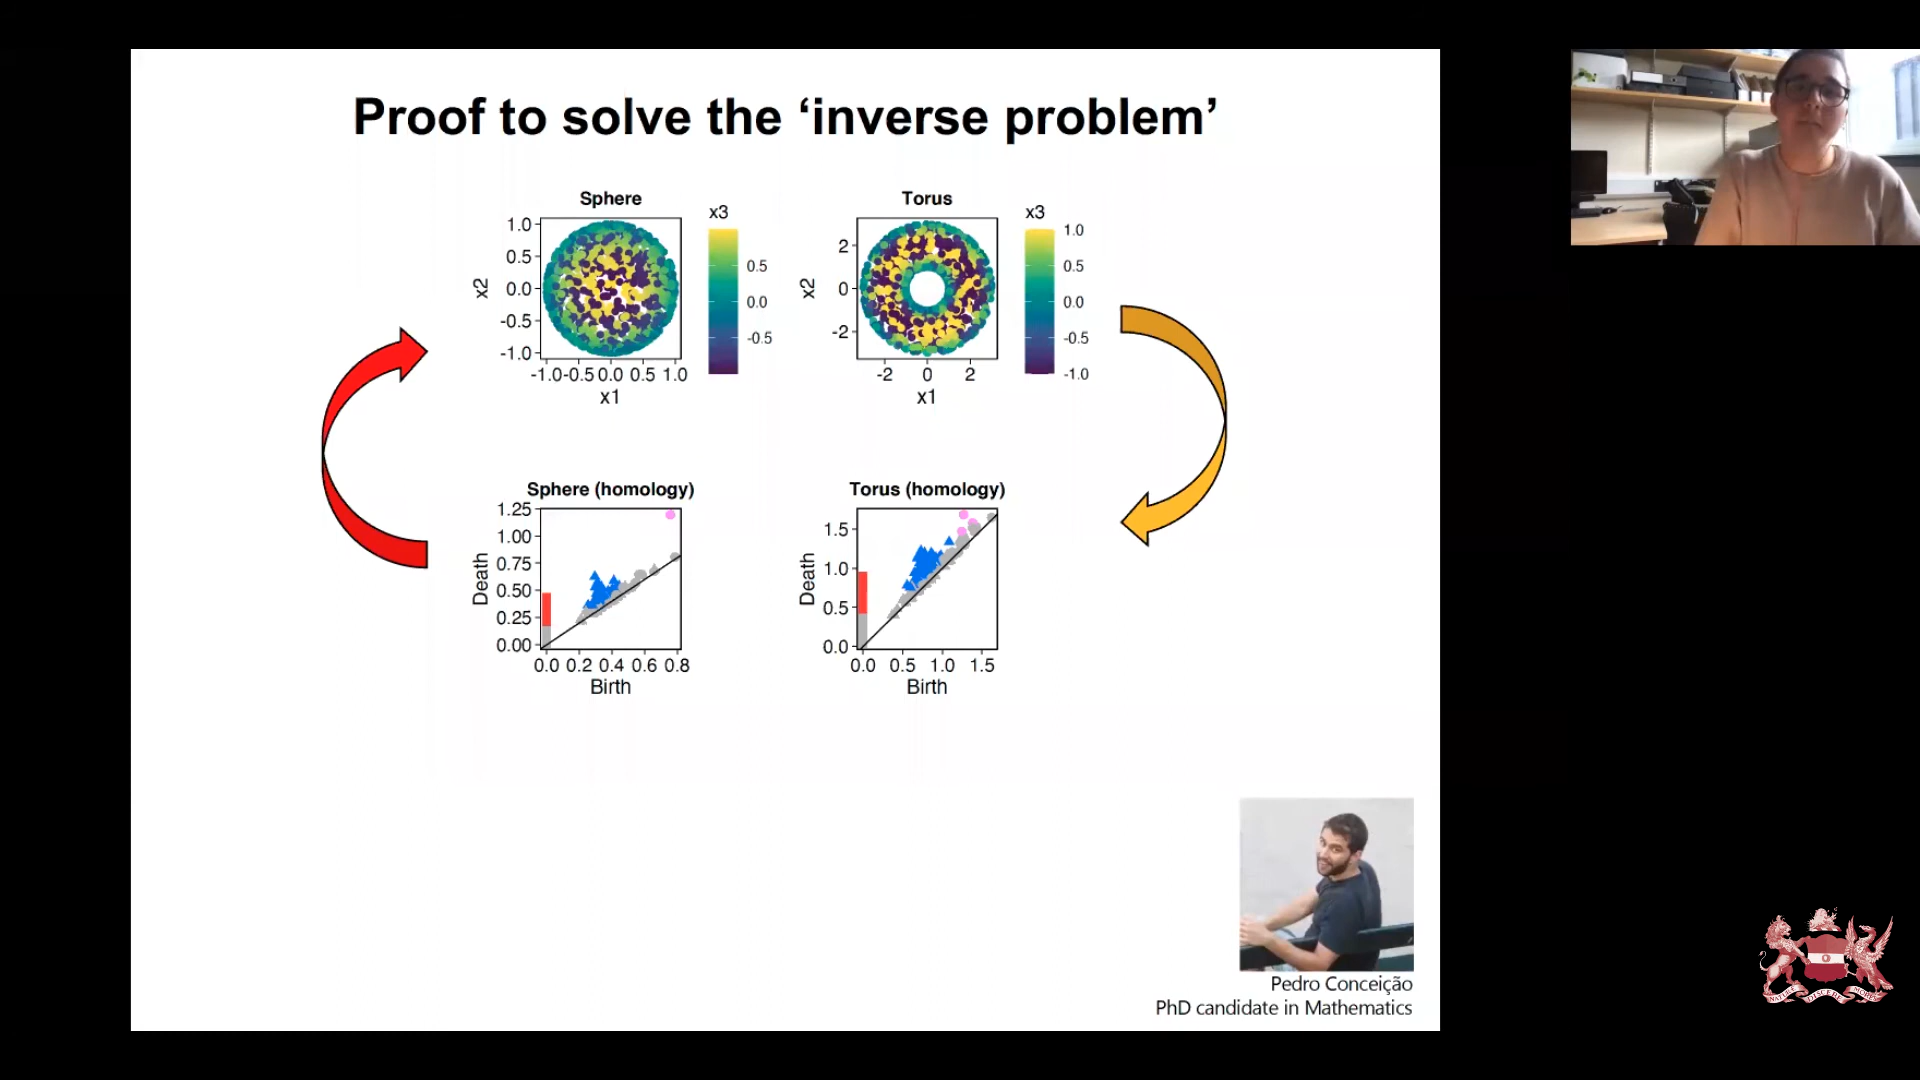 Proof to solve the ‘inverse problem’
Sphere
x3
1.0
0.5
0.0
-0.5
-1.0
x2
-1.0 -0.5 0.0 0.5 1.0
x1
0.5
0.0
-0.5
Torus
x3
2
0
-2
x2
-2 0 2
x1
1.0
0.5
0.0
-0.5
-1.0
Sphere (homology)
1.25
1.00
0.75
0.50
0.25
0.00
Death
0.0 0.2 0.4 0.6 0.8
Birth
Torus (homology)
1.5
1.0
0.5
0.0
Death
0.0 0.5 1.0 1.5
Birth
Pedro Conceição
PhD candidate in Mathematics